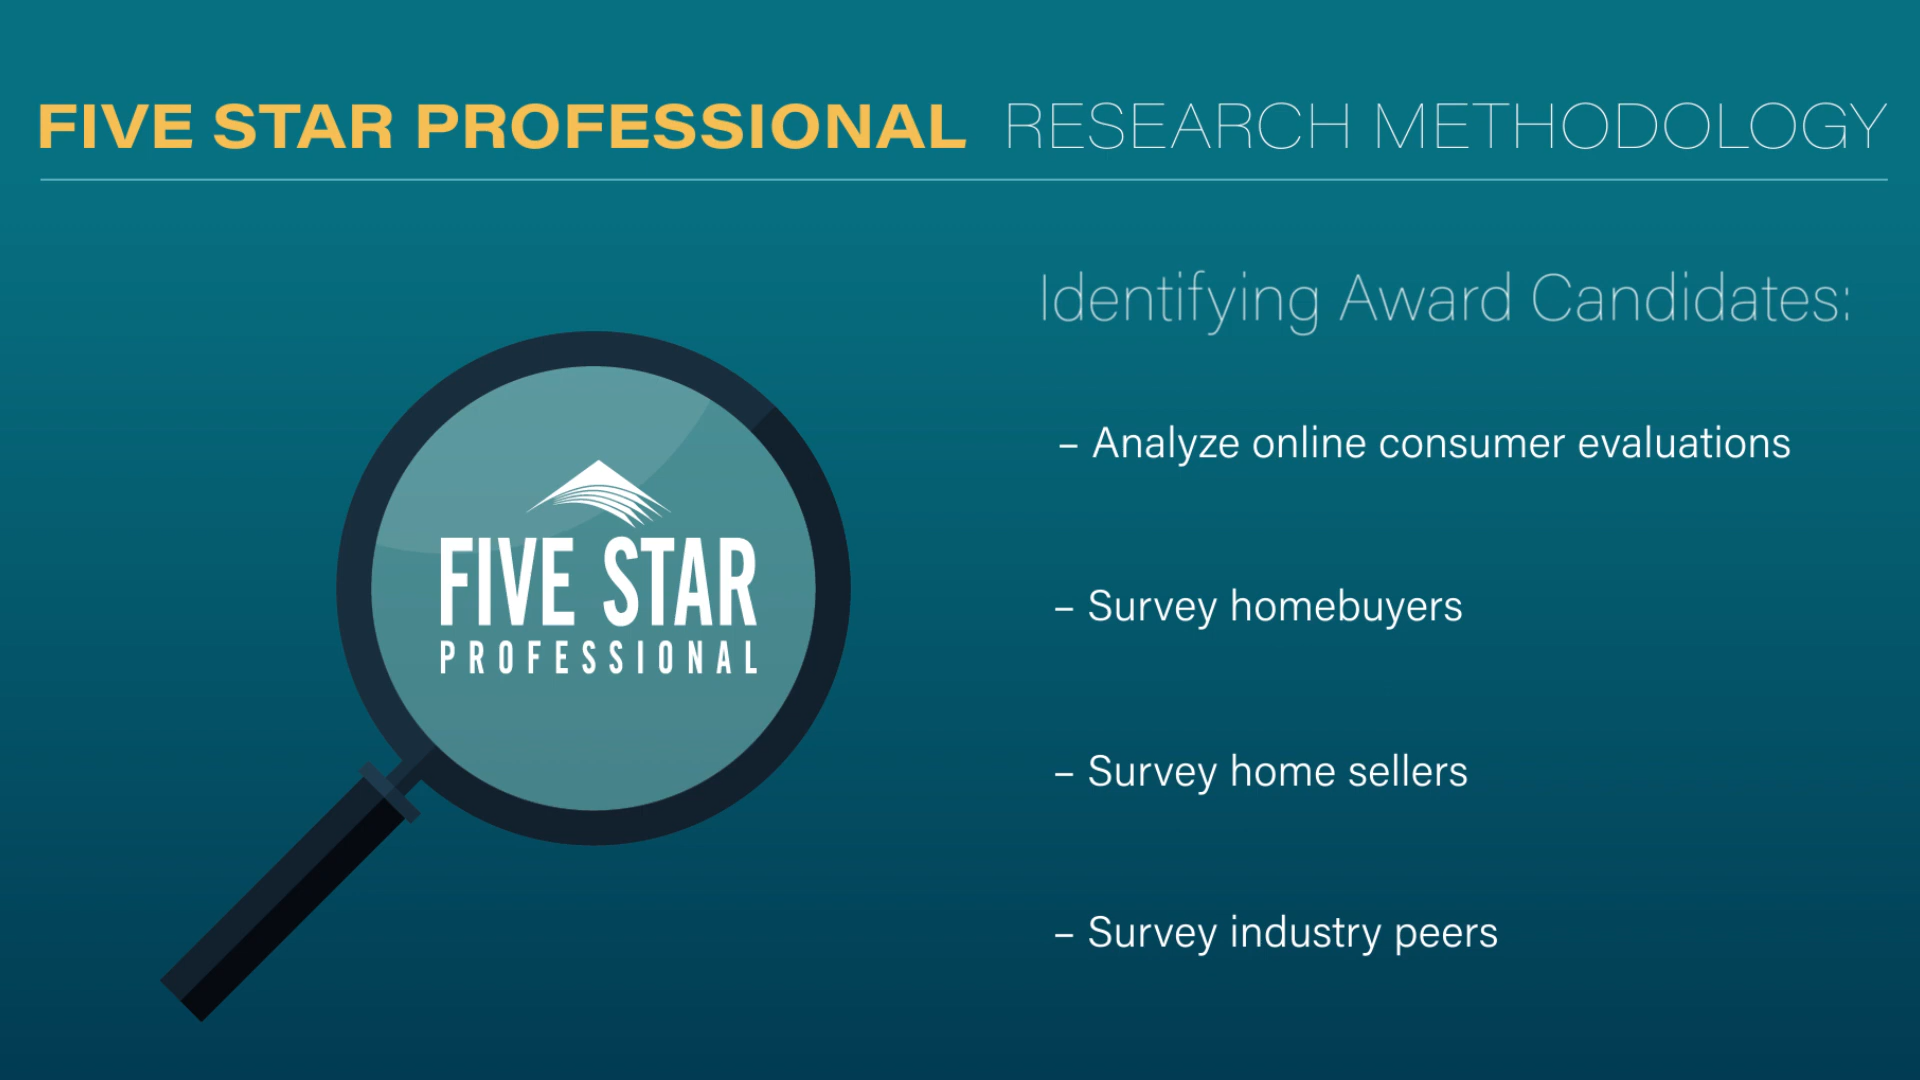 FIVE STAR PROFESSIONAL RESEARCH METHODOLOGY
FIVE STAR
PROFESSIONAL
Identifying Award Candidates:
– Analyze online consumer evaluations
– Survey homebuyers
– Survey home sellers
– Survey industry peers